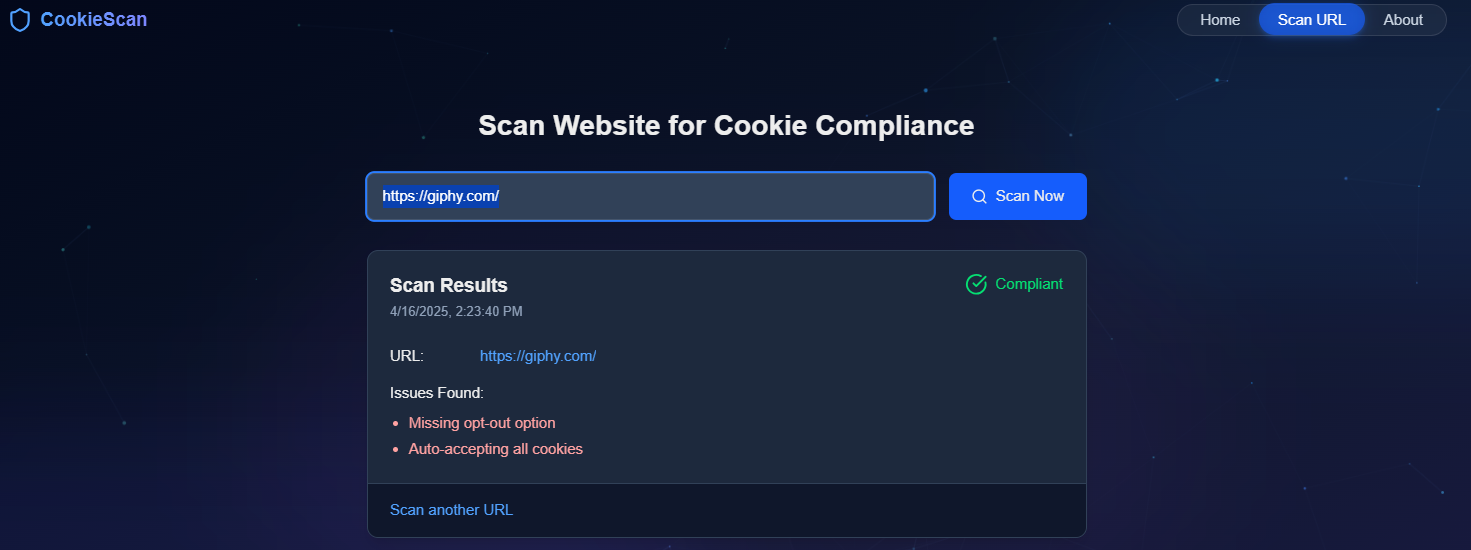 CookieScan
Home Scan URL About
Scan Website for Cookie Compliance
https://giphy.com/ Scan Now
Scan Results Compliant
4/16/2025, 2:23:40 PM
URL: https://giphy.com/
Issues Found:
• Missing opt-out option
• Auto-accepting all cookies
Scan another URL